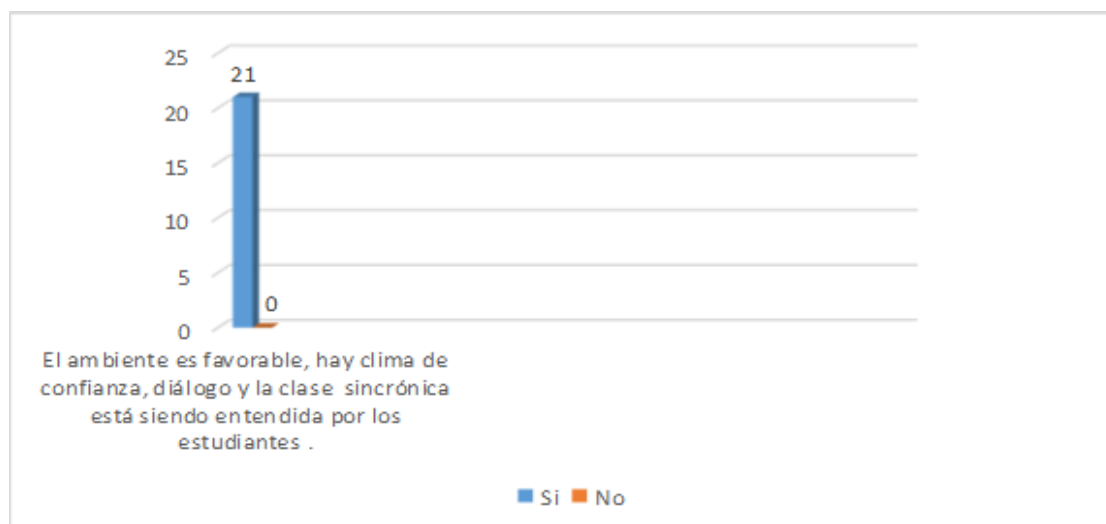 25
21
20
15
10
5
0
0
El ambiente es favorable, hay clima de
confianza, diálogo y la clase sincrónica
está siendo entendida por los
estudiantes .
Si No